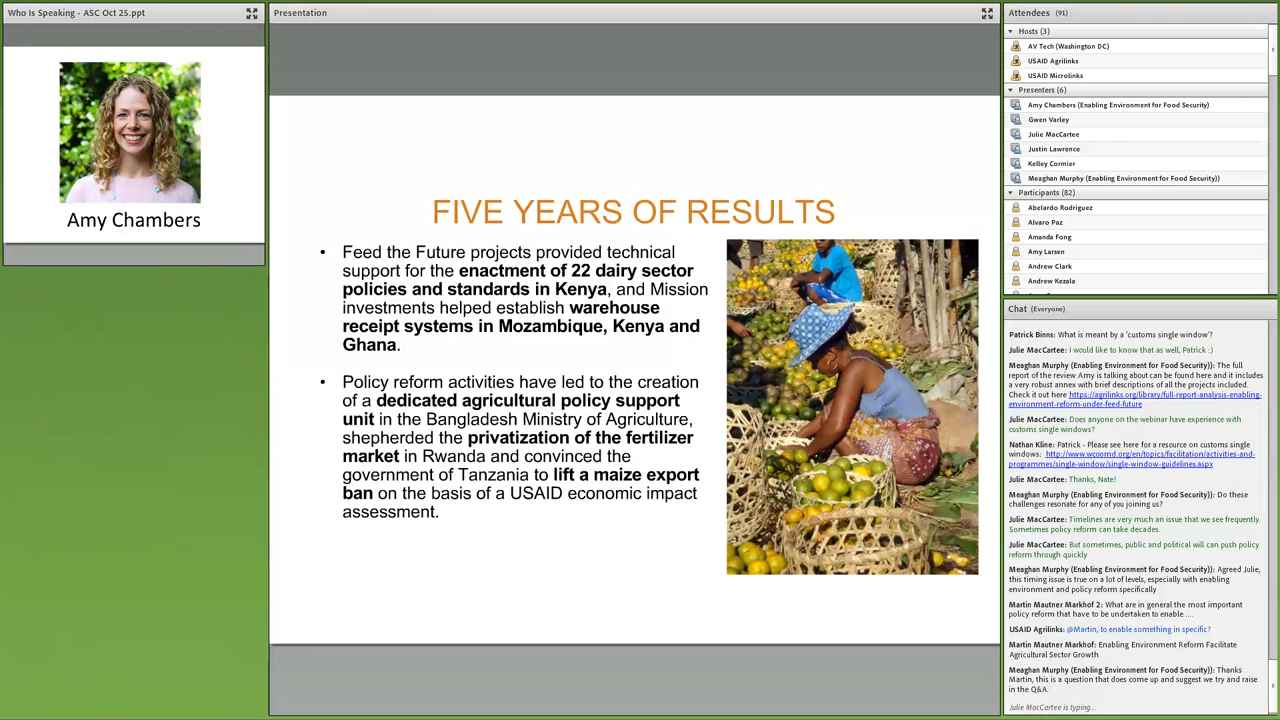 Who Is Speaking - ASC Oct 25.ppt
Amy Chambers
Presentation
FIVE YEARS OF RESULTS
• Feed the Future projects provided technical
support for the enactment of 22 dairy sector
policies and standards in Kenya, and Mission
investments helped establish warehouse
receipt systems in Mozambique, Kenya and
Ghana.
• Policy reform activities have led to the creation
of a dedicated agricultural policy support
unit in the Bangladesh Ministry of Agriculture,
shepherded the privatization of the fertilizer
market in Rwanda and convinced the
government of Tanzania to lift a maize export
ban on the basis of a USAID economic impact
assessment.
Attendees (91)
Hosts (3)
AV Tech (Washington DC)
USAID Agrilinks
USAID Microlinks
Presenters (6)
Amy Chambers (Enabling Environment for Food Security)
Gwen Varley
Julie MacCartee
Justin Lawrence
Kelley Cormier
Meaghan Murphy (Enabling Environment for Food Security))
Participants (82)
Abelardo Rodriguez
Alvaro Paz
Amanda Fong
Amy Larsen
Andrew Clark
Andrew Kezala
Chat (Everyone)
Patrick Binns: What is meant by a 'customs single window'?
Julie MacCartee: I would like to know that as well, Patrick :)
Meaghan Murphy (Enabling Environment for Food Security)): The full
report of the review Amy is talking about can be found here and it includes
a very robust annex with brief descriptions of all the projects included.
Check it out here https://agrilinks.org/library/full-report-analysis-enabling-
environment-reform-under-feed-future
Julie MacCartee: Does anyone on the webinar have experience with
customs single windows?
Nathan Kline: Patrick - Please see here for a resource on customs single
windows: http://www.wcoomd.org/en/topics/facilitation/activities-and-
programmes/single-window/single-window-guidelines.aspx
Julie MacCartee: Thanks, Nate!
Meaghan Murphy (Enabling Environment for Food Security)): Do these
challenges resonate for any of you joining us?
Julie MacCartee: Timelines are very much an issue that we see frequently.
Sometimes policy reform can take decades.
Julie MacCartee: But sometimes, public and political will can push policy
reform through quickly
Meaghan Murphy (Enabling Environment for Food Security)): Agreed Julie,
this timing issue is true on a lot of levels, especially with enabling
environment and policy reform specifically
Martin Mautner Markhof 2: What are in general the most important
policy reform that have to be undertaken to enable ....
USAID Agrilinks: @Martin, to enable something in specific?
Martin Mautner Markhof: Enabling Environment Reform Facilitate
Agricultural Sector Growth
Meaghan Murphy (Enabling Environment for Food Security)): Thanks
Martin, this is a question that does come up and suggest we try and raise
in the Q&A.
Julie MacCartee is typing...